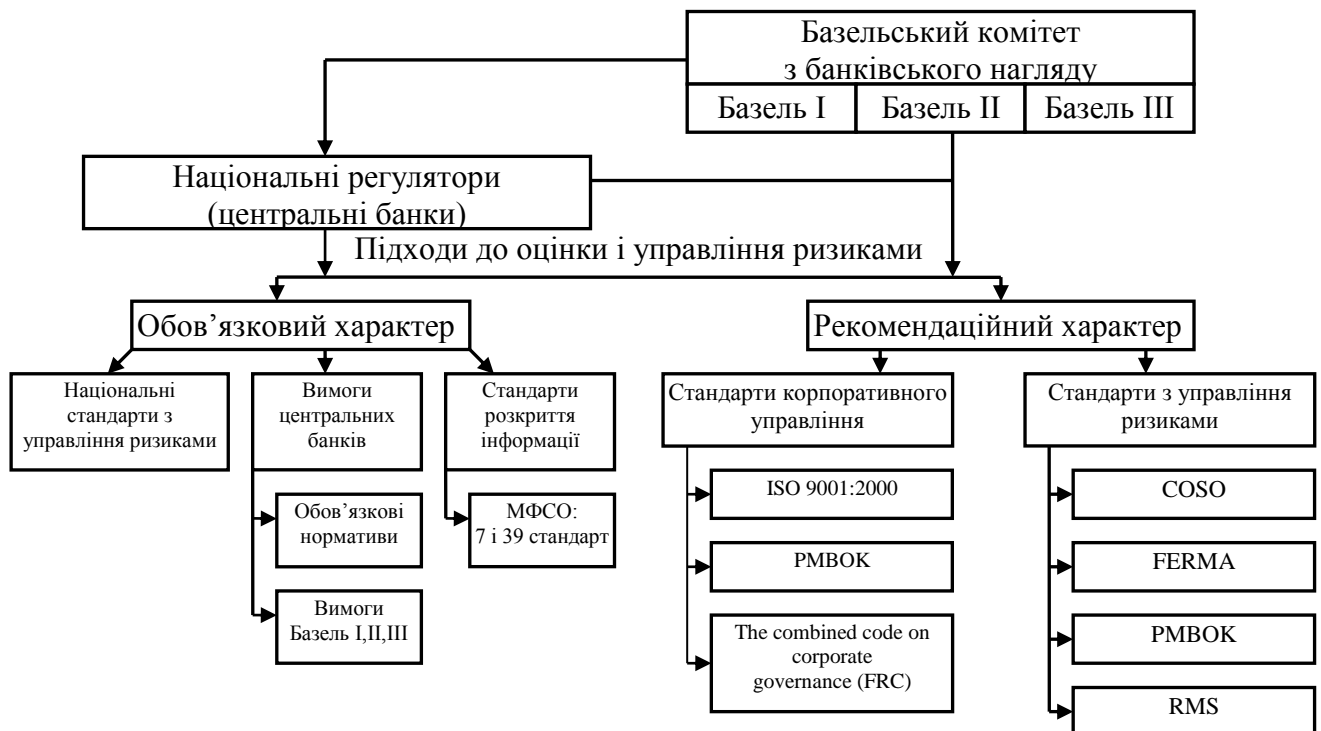 Базельський комітет
з банківського нагляду
Базель I
Базель II
Базель III
Національні регулятори
(центральні банки)
Підходи до оцінки і управління ризиками
Обов’язковий характер
Рекомендаційний характер
Національні
стандарти з
управління ризиками
Вимоги
центральних
банків
Стандарти
розкриття
інформації
Обов’язкові
нормативи
Вимоги
Базель I,II,III
МФСО:
7 і 39 стандарт
Стандарти корпоративного
управління
ISO 9001:2000
PMBOK
The combined code on
corporate
governance (FRC)
Стандарти з управління
ризиками
COSO
FERMA
PMBOK
RMS